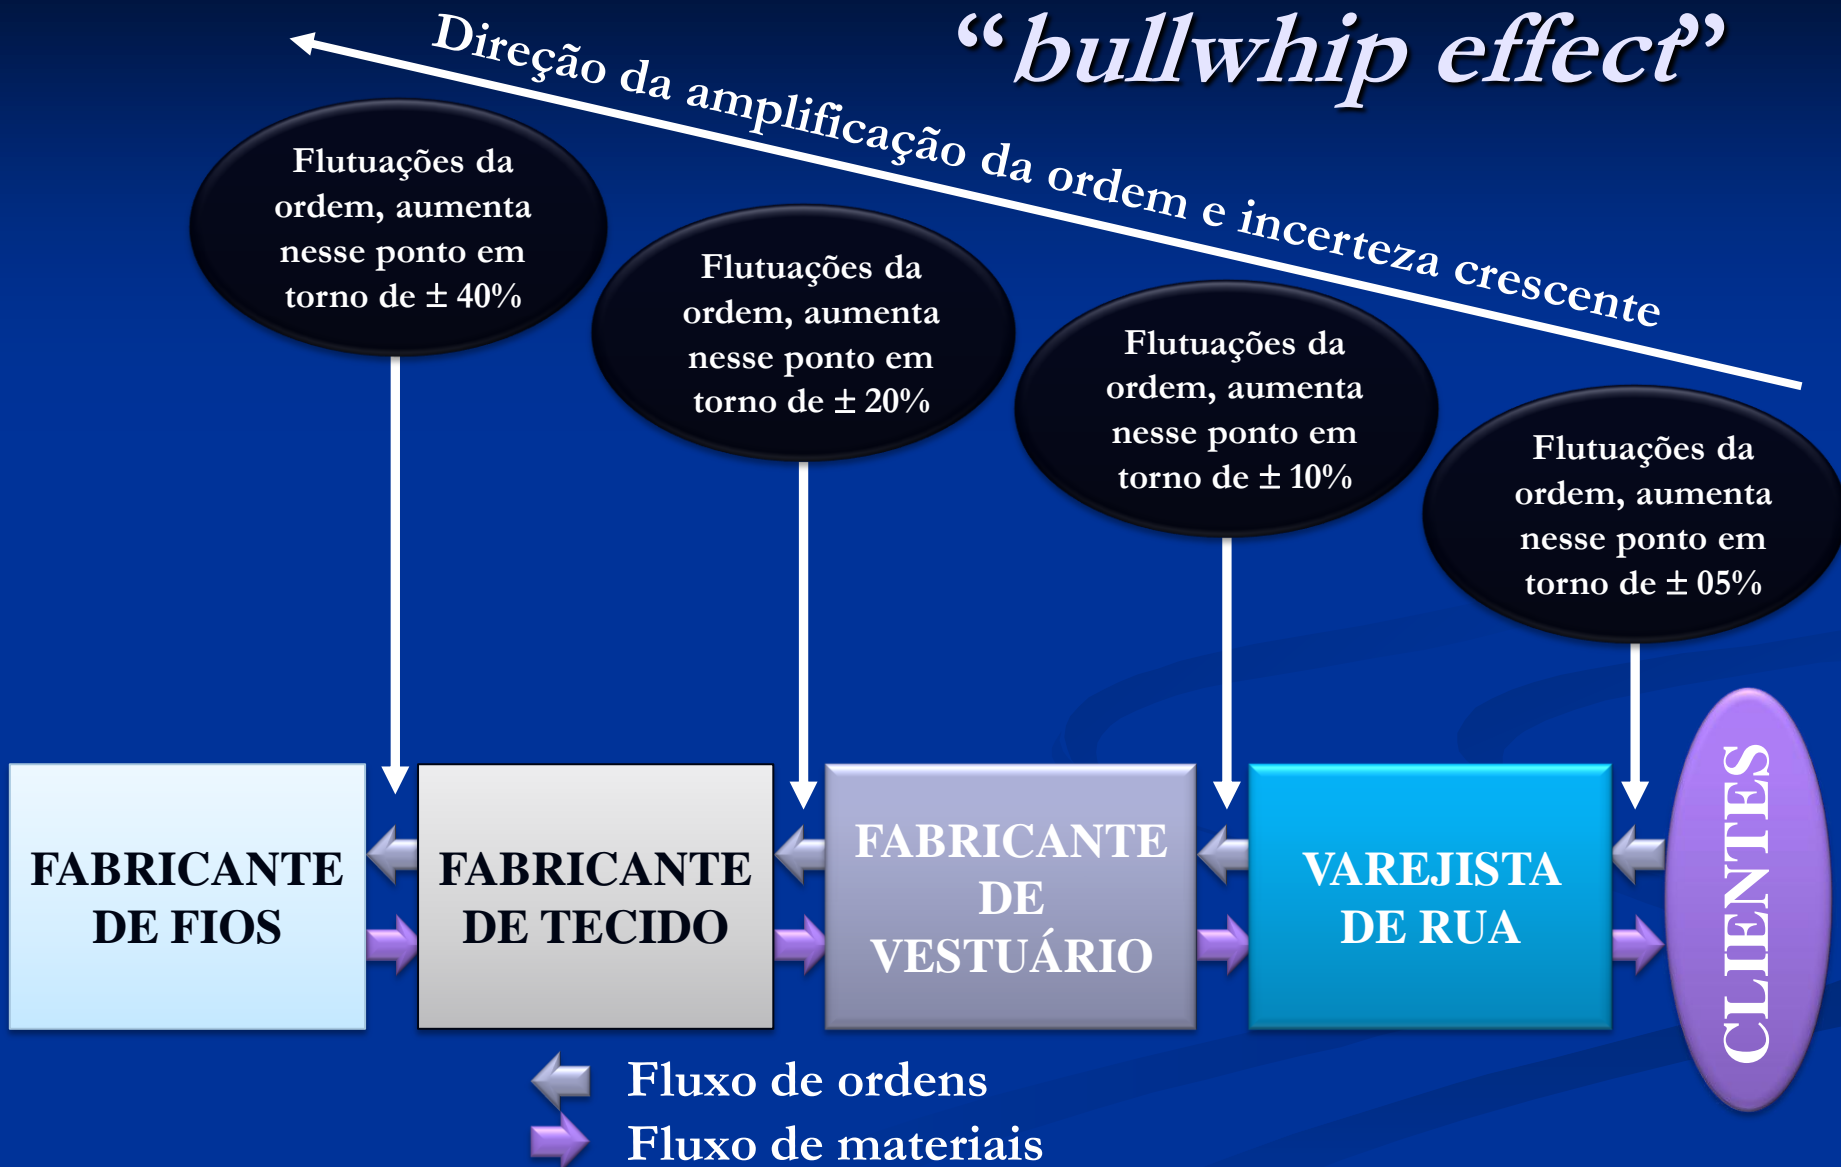 “bullwhip effect”
Direção da amplificação da ordem e incerteza crescente
Flutuações da
ordem, aumenta
nesse ponto em
torno de ± 40%
Flutuações da
ordem, aumenta
nesse ponto em
torno de ± 20%
Flutuações da
ordem, aumenta
nesse ponto em
torno de ± 10%
Flutuações da
ordem, aumenta
nesse ponto em
torno de ± 05%
FABRICANTE
DE FIOS
FABRICANTE
DE TECIDO
FABRICANTE
DE
VESTUÁRIO
VAREJISTA
DE RUA
CLIENTES
Fluxo de ordens
Fluxo de materiais